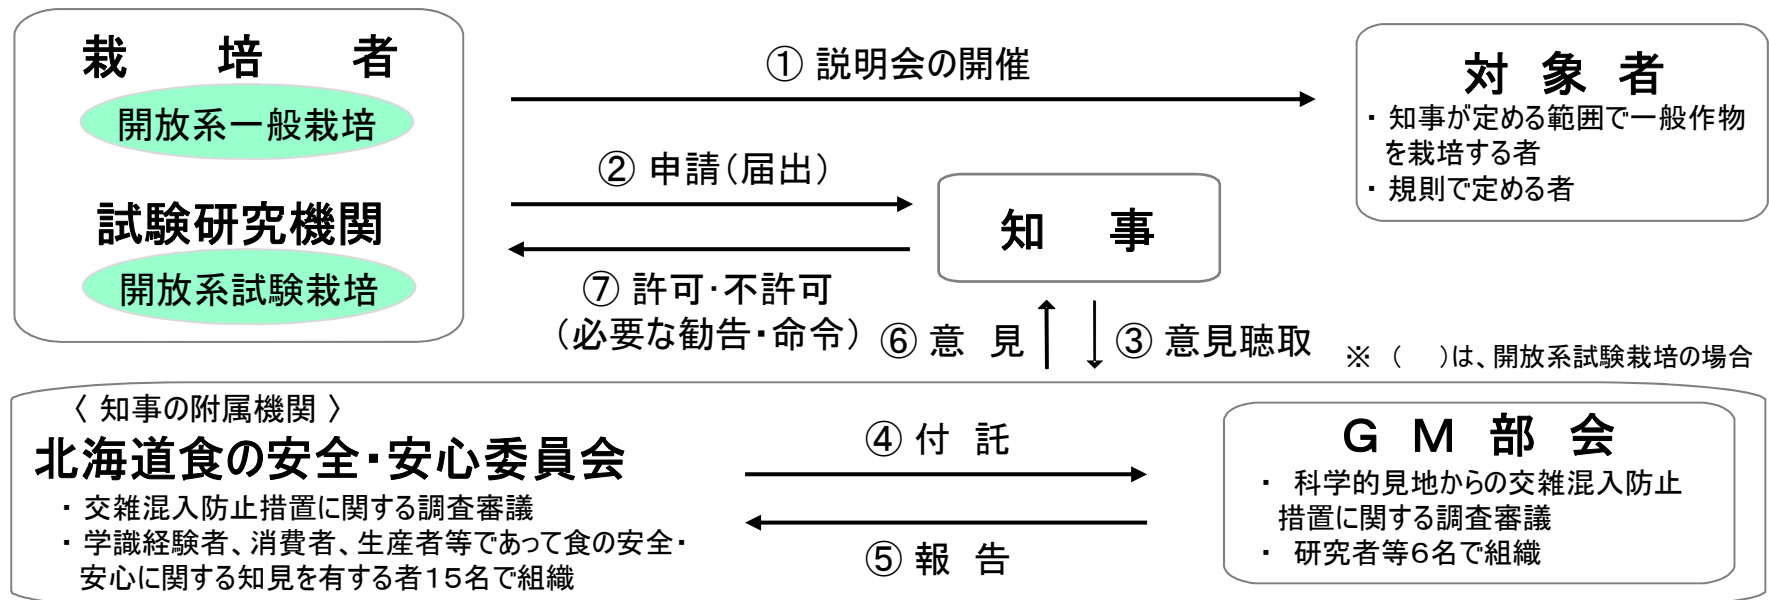 栽　培　者
開放系一般栽培
試験研究機関
開放系試験栽培
① 説明会の開催
対 象 者
・ 知事が定める範囲で一般作物
を栽培する者
・ 規則で定める者
② 申請(届出)
知　事
⑦ 許可・不許可
(必要な勧告・命令)
⑥ 意 見
③ 意見聴取
※ (　)は、開放系試験栽培の場合
〈 知事の附属機関 〉
北海道食の安全・安心委員会
・ 交雑混入防止措置に関する調査審議
・ 学識経験者、消費者、生産者等であって食の安全・
安心に関する知見を有する者15名で組織
④ 付 託
⑤ 報 告
G M 部 会
・ 科学的見地からの交雑混入防止
措置に関する調査審議
・ 研究者等6名で組織